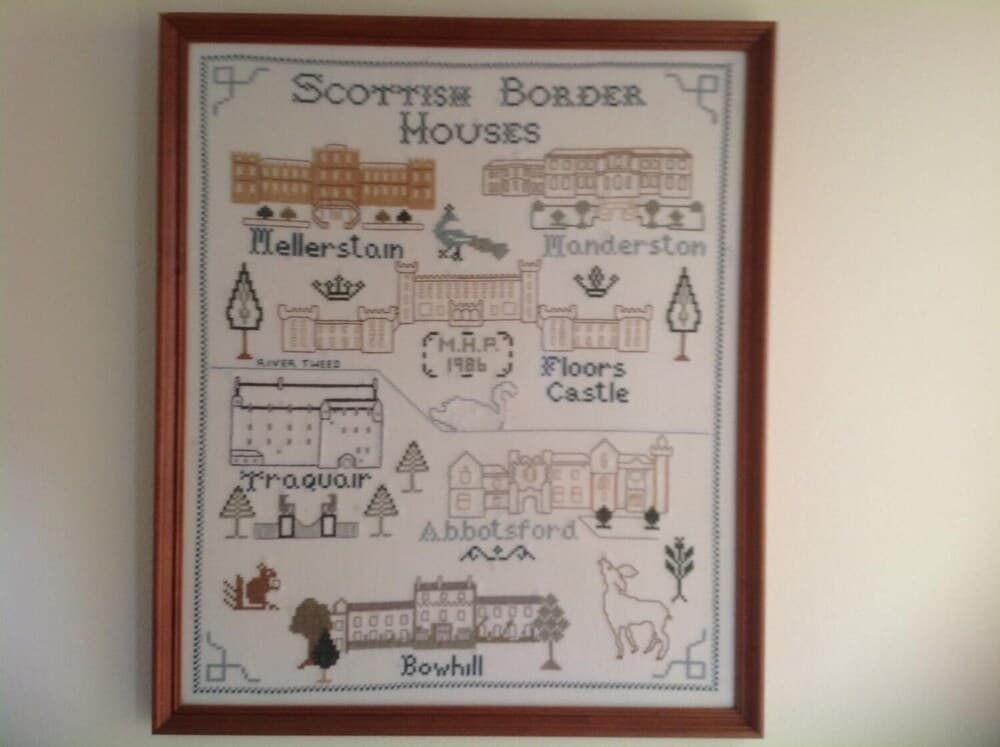 Scottish Border
Houses
Mellerstain
Manderston
M.H.P.
1986
Floors
Castle
River Tweed
Traquair
Abbotsford
Bowhill